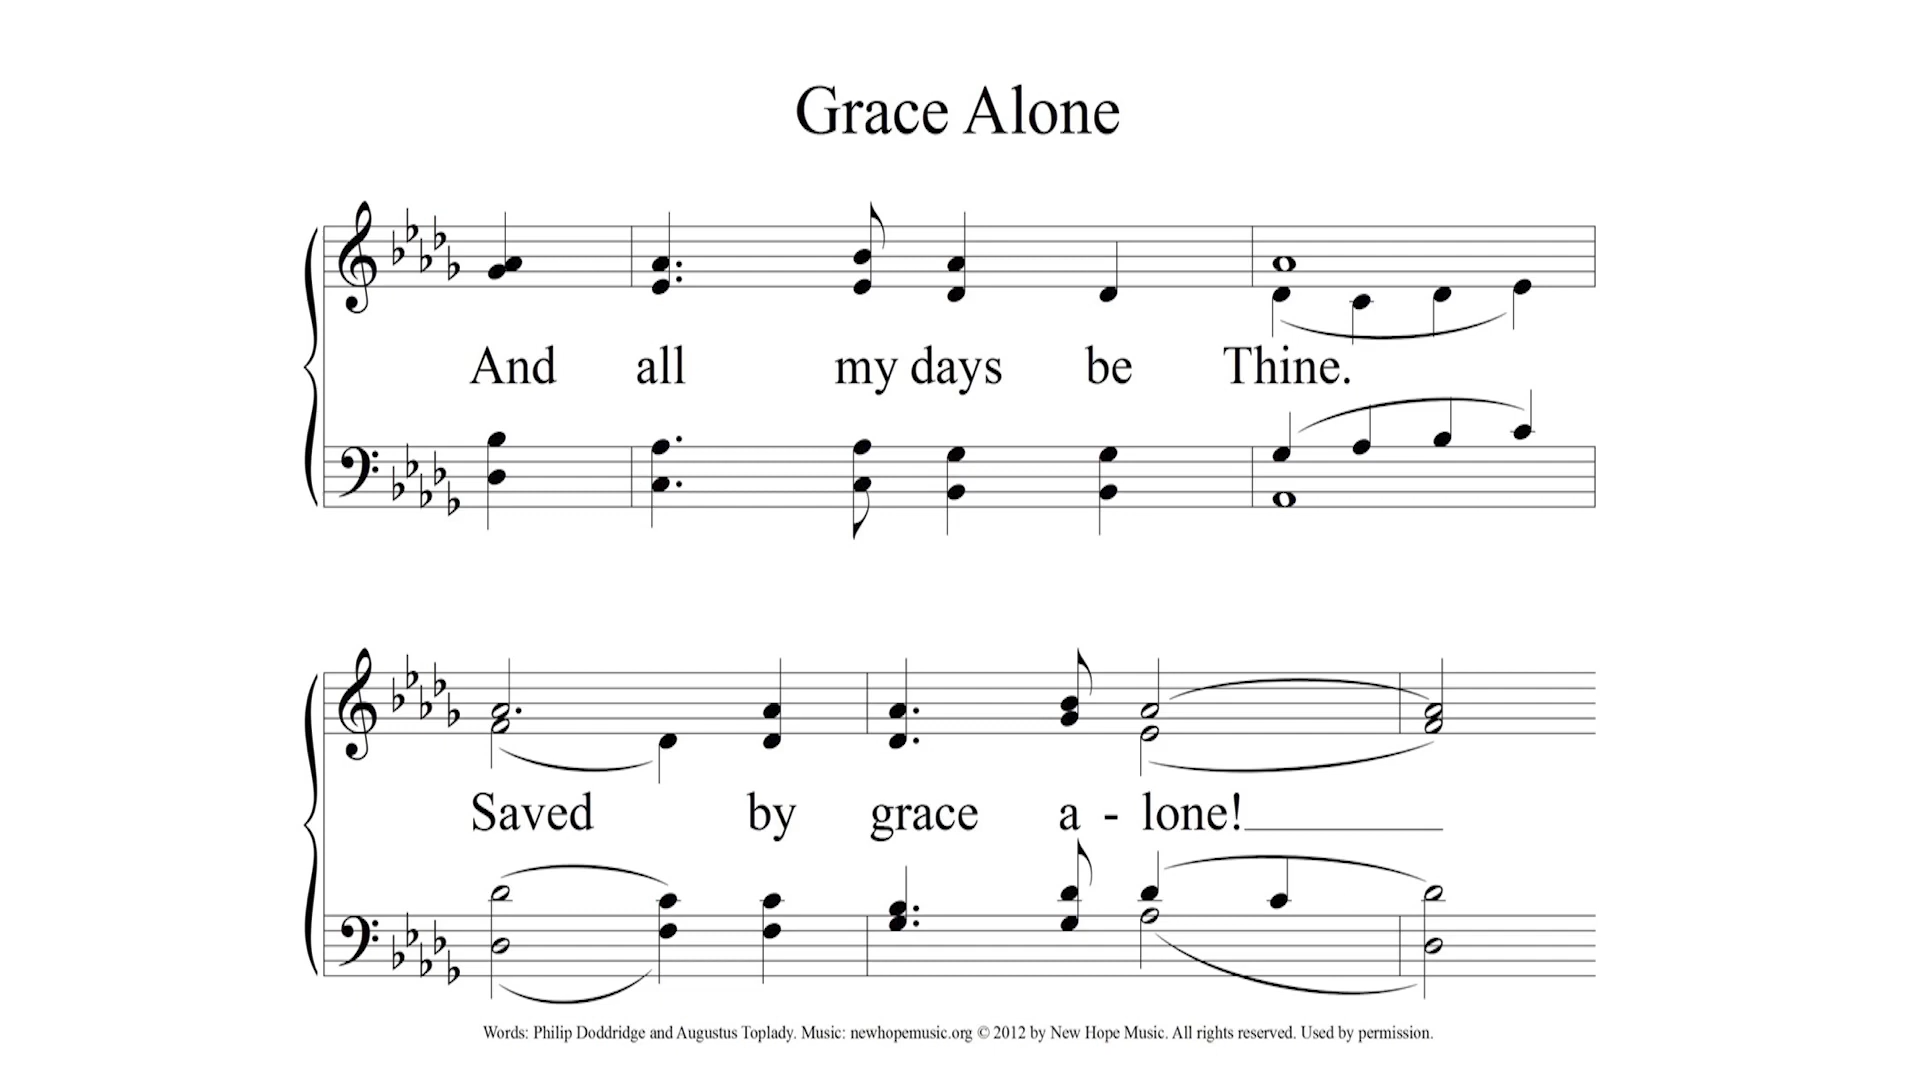 Grace Alone
And all my days be Thine.
Saved by grace a - lone!
Words: Philip Doddridge and Augustus Toplady. Music: newhopemusic.org © 2012 by New Hope Music. All rights reserved. Used by permission.